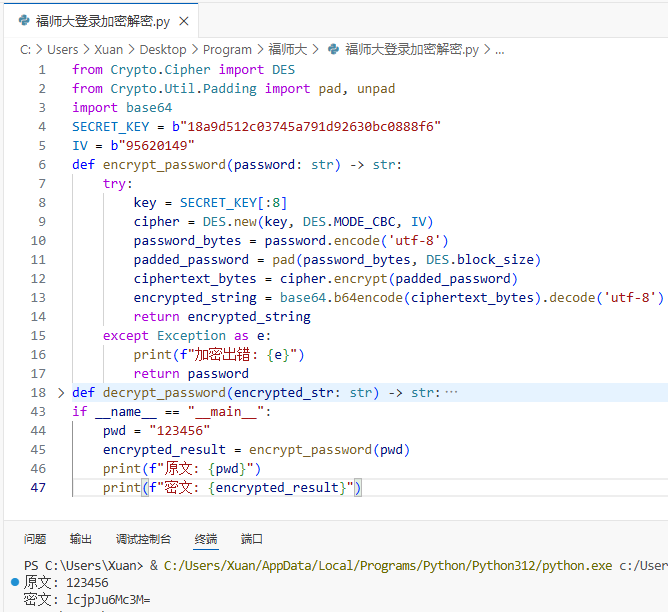 福师大登录加密解密.py ×
C: > Users > Xuan > Desktop > Program > 福师大 > 福师大登录加密解密.py > ...
1 from Crypto.Cipher import DES
2 from Crypto.Util.Padding import pad, unpad
3 import base64
4 SECRET_KEY = b"18a9d512c03745a791d92630bc0888f6"
5 IV = b"95620149"
6 def encrypt_password(password: str) -> str:
7     try:
8         key = SECRET_KEY[:8]
9         cipher = DES.new(key, DES.MODE_CBC, IV)
10         password_bytes = password.encode('utf-8')
11         padded_password = pad(password_bytes, DES.block_size)
12         ciphertext_bytes = cipher.encrypt(padded_password)
13         encrypted_string = base64.b64encode(ciphertext_bytes).decode('utf-8')
14         return encrypted_string
15     except Exception as e:
16         print(f"加密出错: {e}")
17         return password
18 > def decrypt_password(encrypted_str: str) -> str: ···
43 if __name__ == "__main__":
44     pwd = "123456"
45     encrypted_result = encrypt_password(pwd)
46     print(f"原文: {pwd}")
47     print(f"密文: {encrypted_result}")
问题 输出 调试控制台 终端 端口
PS C:\Users\Xuan> & C:/Users/Xuan/AppData/Local/Programs/Python/Python312/python.exe c:/User
原文: 123456
密文: lcjpJu6Mc3M=